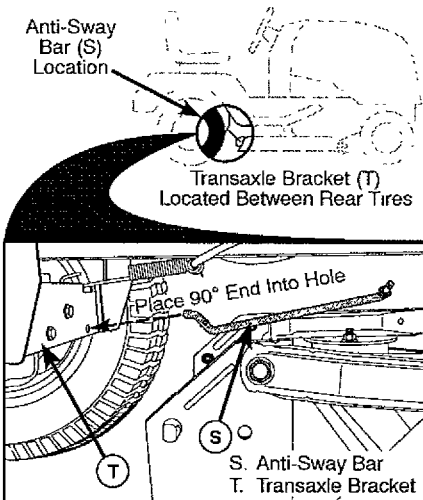 Anti-Sway
Bar (S)
Location
Transaxle Bracket (T)
Located Between Rear Tires
Place 90° End Into Hole
T
S
S. Anti-Sway Bar
T. Transaxle Bracket